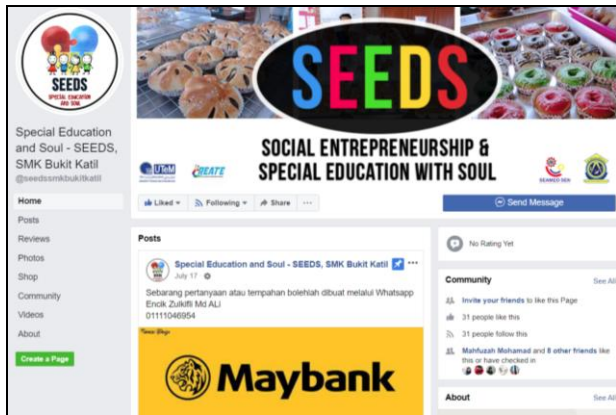 SEEDS
SPECIAL EDUCATION
AND SOUL
Special Education
and Soul - SEEDS,
SMK Bukit Katil
@seedssmkbukitkatil
Home
Posts
Reviews
Photos
Shop
Community
Videos
About
Create a Page
SEEDS
SOCIAL ENTREPRENEURSHIP &
SPECIAL EDUCATION WITH SOUL
UTeM
CREATE
SEAMEO SEN
Liked
Following
Share
Send Message
Posts
Special Education and Soul - SEEDS, SMK Bukit Katil
July 17
Sebarang pertanyaan atau tempahan bolehlah dibuat melalui Whatsapp
Encik Zulkifli Md ALi
01111046954
Maybank
No Rating Yet
Community
See All
Invite your friends to like this Page
31 people like this
31 people follow this
Mahfuzah Mohamad and 8 other friends like
this or have checked in
About
See All